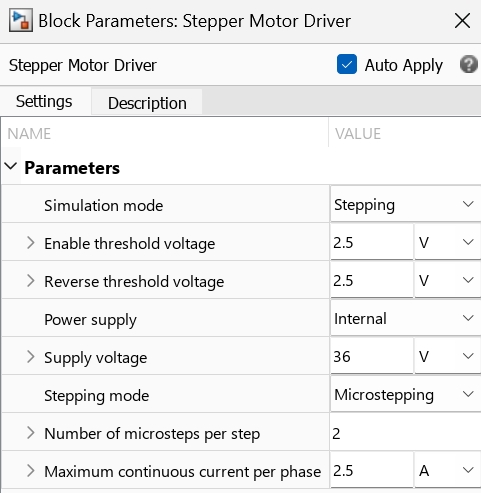 Block Parameters: Stepper Motor Driver
Stepper Motor Driver Auto Apply ?
Settings Description
NAME VALUE
Parameters
Simulation mode Stepping
Enable threshold voltage 2.5 V
Reverse threshold voltage 2.5 V
Power supply Internal
Supply voltage 36 V
Stepping mode Microstepping
Number of microsteps per step 2
Maximum continuous current per phase 2.5 A